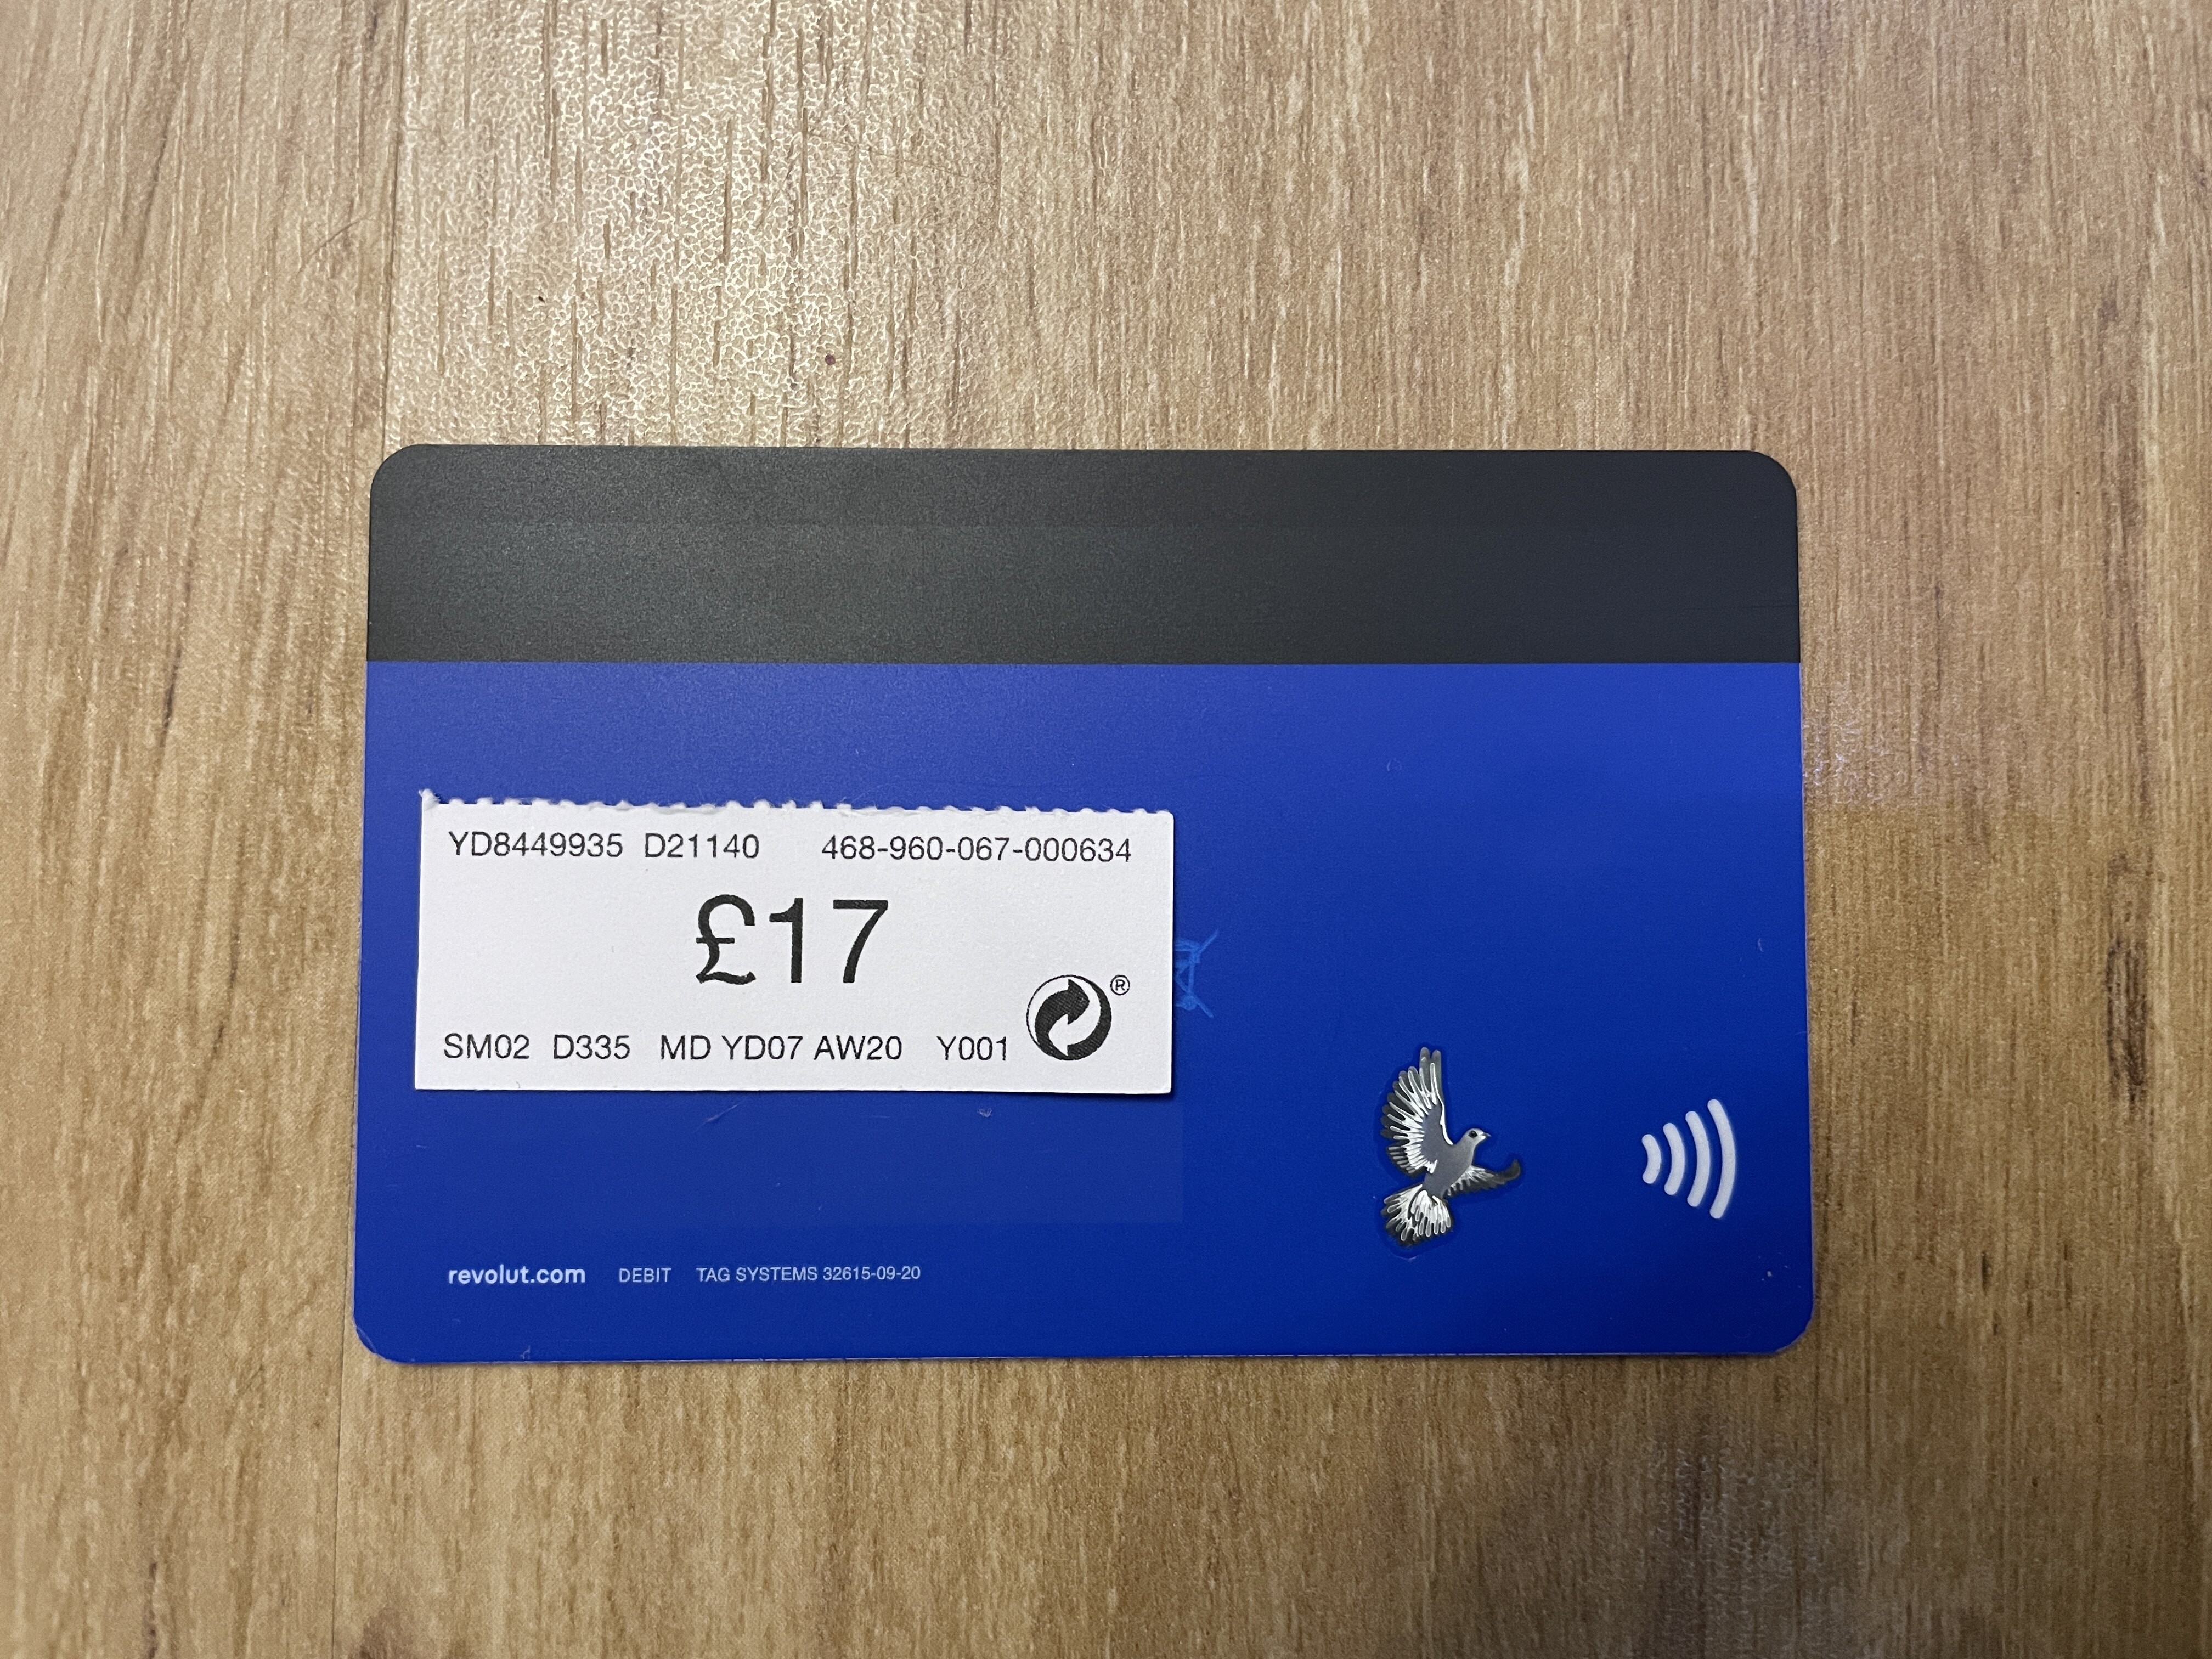 YD8449935 D21140 468-960-067-000634
£17
®
SM02 D335 MD YD07 AW20 Y001
revolut.com DEBIT TAG SYSTEMS 32615-09-20